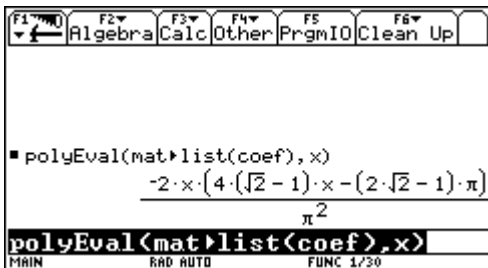 F1 F2 Algebra F3 Calc F4 Other F5 PrgmIO F6 Clean Up
▪ polyEval(mat▸list(coef),x)
-2·x·(4·(√2 - 1)·x-(2·√2 - 1)·π)
π2
polyEval(mat▸list(coef),x)
MAIN RAD AUTO FUNC 1/30